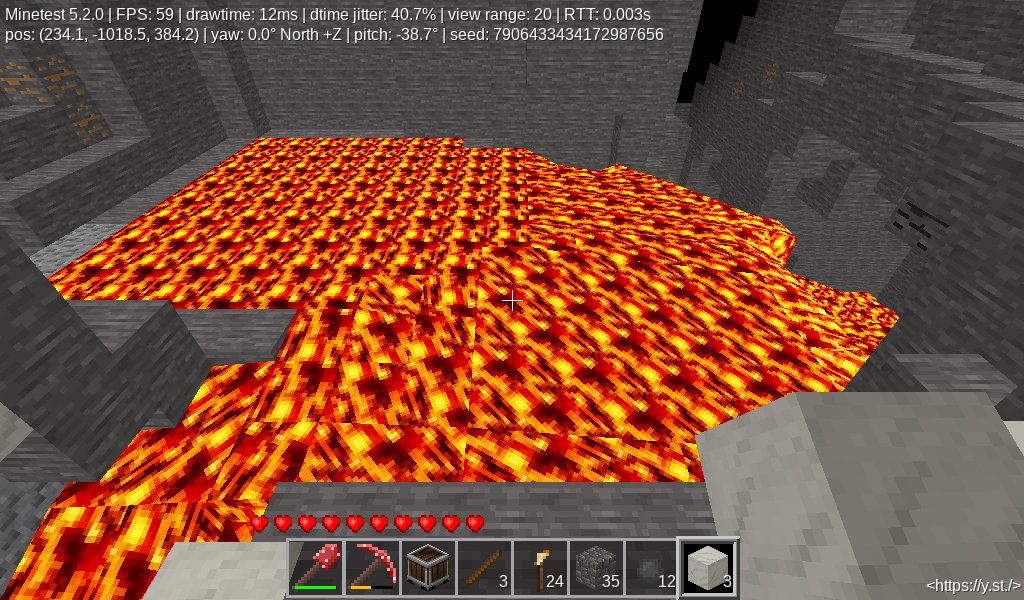 Minetest 5.2.0 | FPS: 59 | drawtime: 12ms | dtime jitter: 40.7% | view range: 20 | RTT: 0.003s
pos: (234.1, -1018.5, 384.2) | yaw: 0.0° North +Z | pitch: -38.7° | seed: 7906433434172987656
3 24 35 12 3
<https://y.st./>